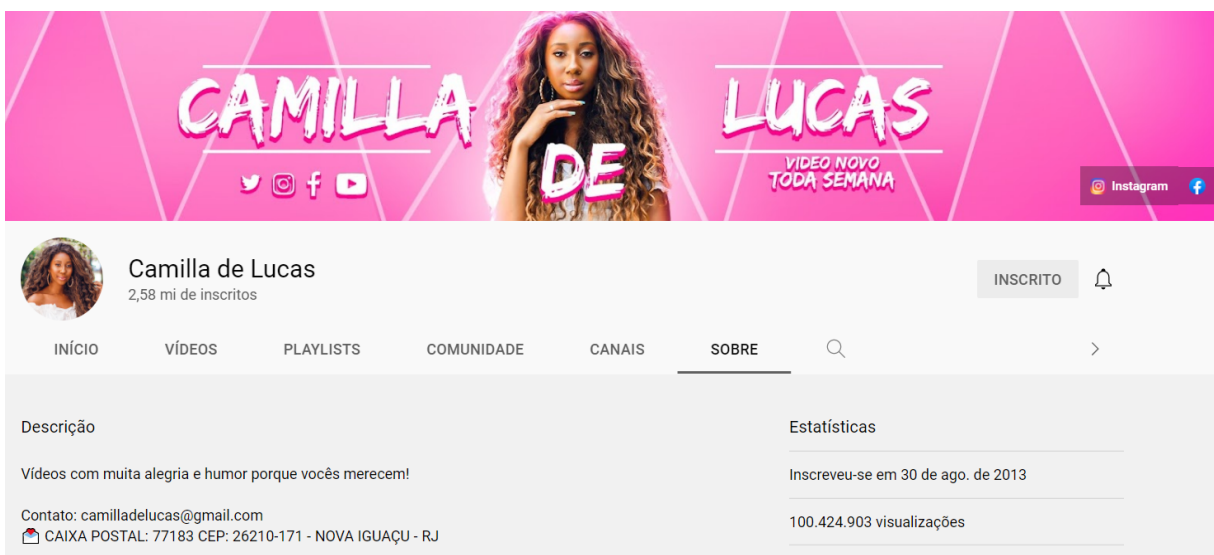 CAMILLA DE LUCAS
VIDEO NOVO
TODA SEMANA
Instagram
Camilla de Lucas
2,58 mi de inscritos
INSCRITO
INÍCIO VÍDEOS PLAYLISTS COMUNIDADE CANAIS SOBRE
Descrição
Vídeos com muita alegria e humor porque vocês merecem!
Contato: camilladelucas@gmail.com
CAIXA POSTAL: 77183 CEP: 26210-171 - NOVA IGUAÇU - RJ
Estatísticas
Inscreveu-se em 30 de ago. de 2013
100.424.903 visualizações